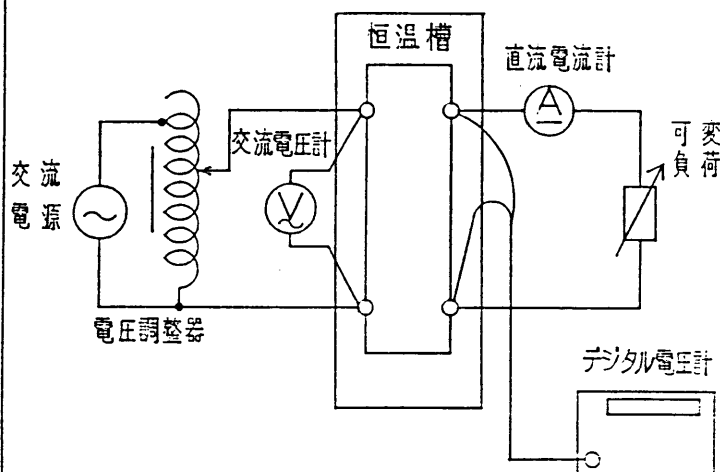 恒温槽
直流電流計
A
交流電圧計
可変
負荷
交流
電源
V
電圧調整器
デジタル電圧計